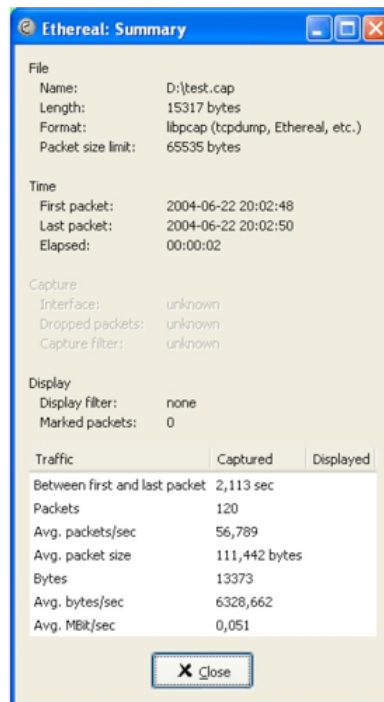 Ethereal: Summary
File
Name: D:\test.cap
Length: 15317 bytes
Format: libpcap (tcpdump, Ethereal, etc.)
Packet size limit: 65535 bytes
Time
First packet: 2004-06-22 20:02:48
Last packet: 2004-06-22 20:02:50
Elapsed: 00:00:02
Capture
Interface: unknown
Dropped packets: unknown
Capture filter: unknown
Display
Display filter: none
Marked packets: 0
Traffic Captured Displayed
Between first and last packet 2,113 sec
Packets 120
Avg. packets/sec 56,789
Avg. packet size 111,442 bytes
Bytes 13373
Avg. bytes/sec 6328,662
Avg. MBit/sec 0,051
Close